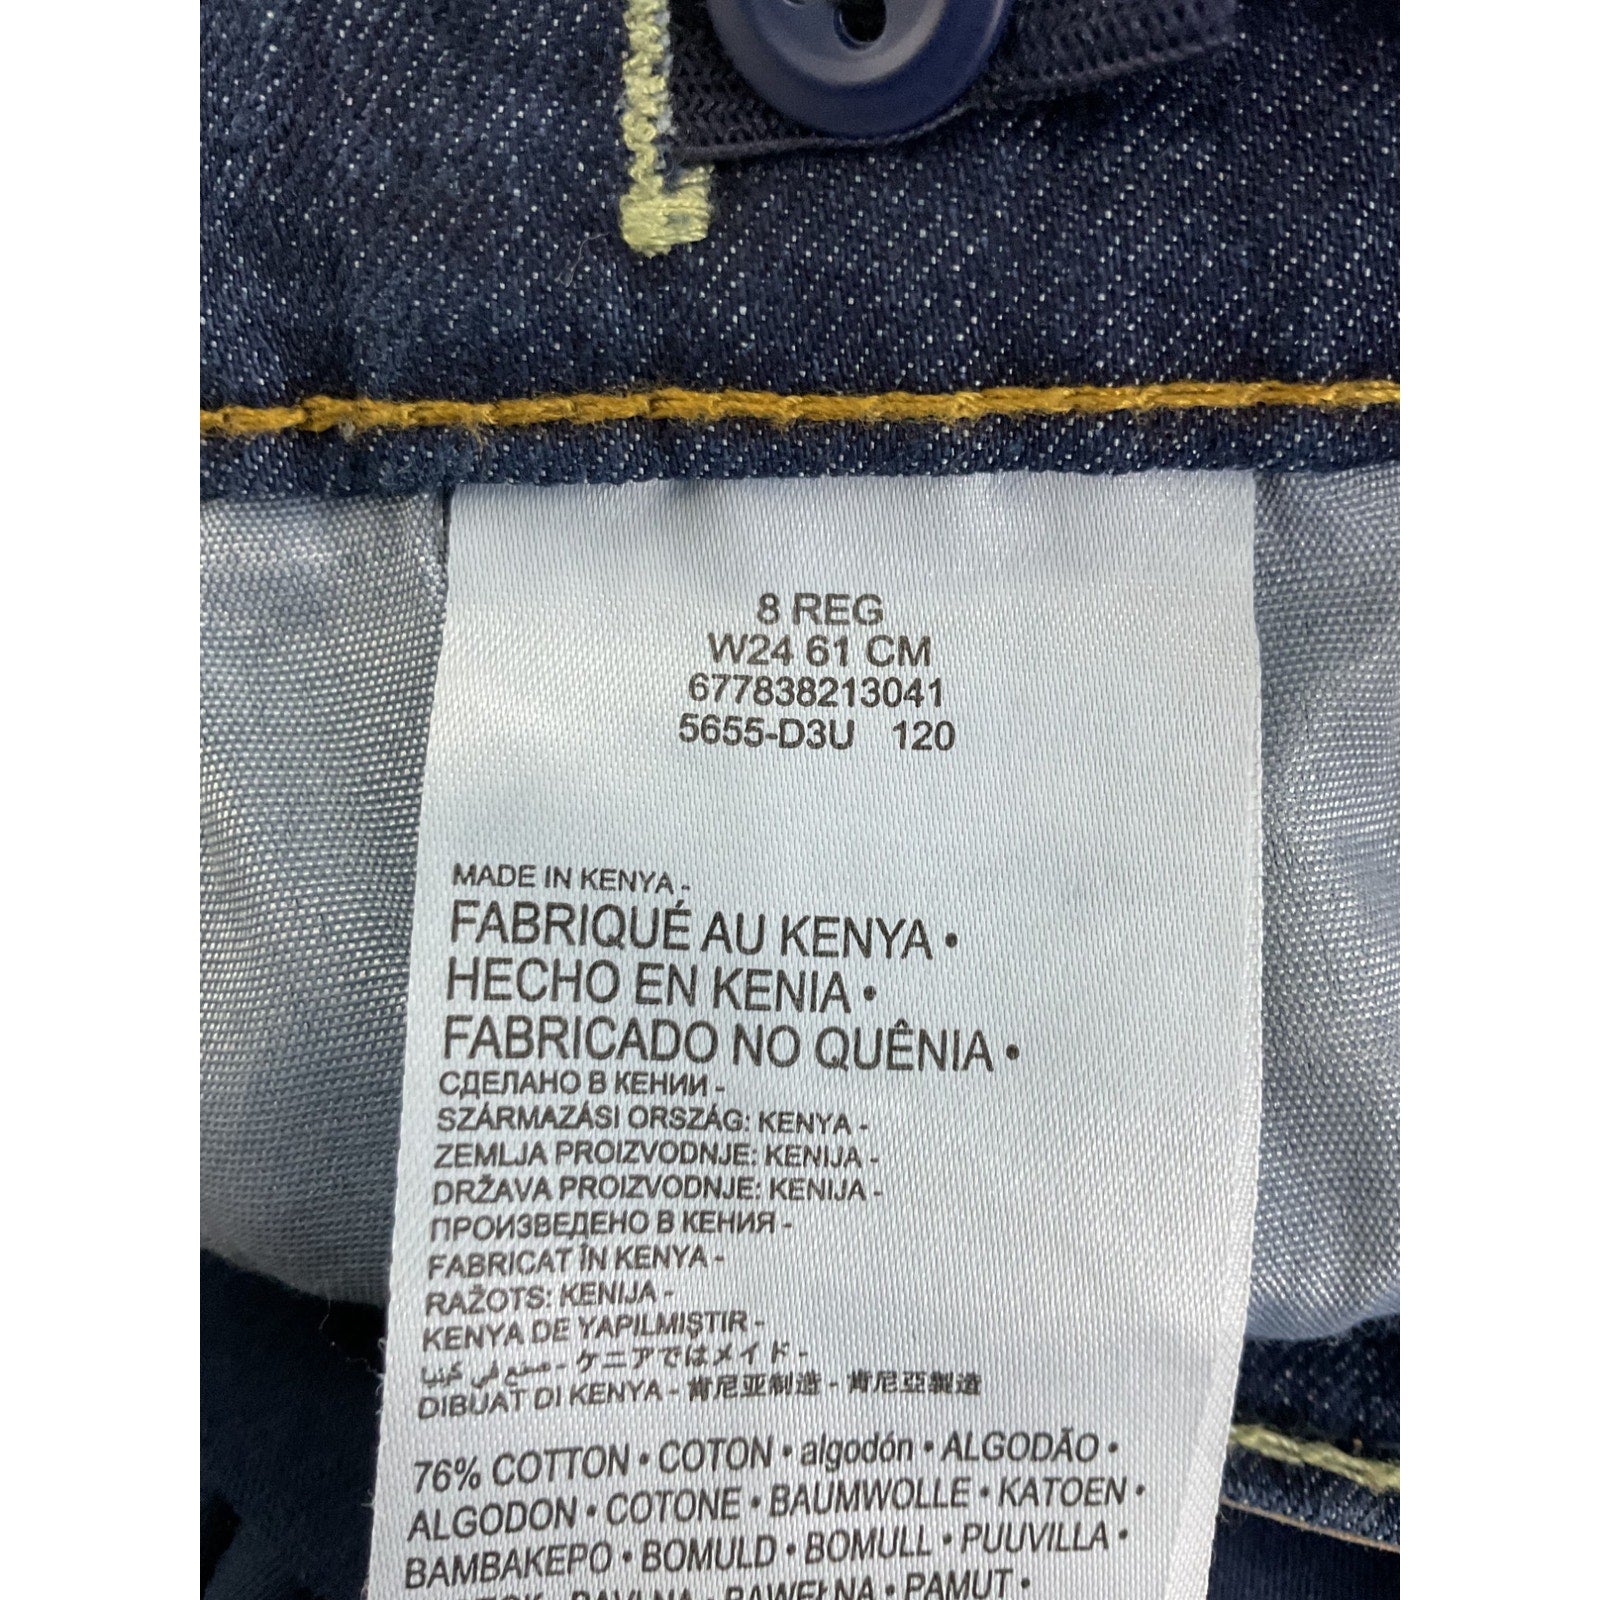 8 REG
W24 61 CM
677838213041
5655-D3U 120
MADE IN KENYA -
FABRIQUÉ AU KENYA •
HECHO EN KENIA •
FABRICADO NO QUÊNIA •
СДЕЛАНО В КЕНИИ -
SZÁRMAZÁSI ORSZÁG: KENYA -
ZEMLJA PROIZVODNJE: KENIJA -
DRŽAVA PROIZVODNJE: KENIJA -
ПРОИЗВЕДЕНО В КЕНИЯ -
FABRICAT ÎN KENYA -
RAŽOTS: KENIJA -
KENYA DE YAPILMIŞTIR -
صنع في كينيا - ケニアではメイド -
DIBUAT DI KENYA - 肯尼亚制造 - 肯尼亞製造
76% COTTON • COTON • algodón • ALGODÃO •
ALGODON • COTONE • BAUMWOLLE • KATOEN •
ΒΑΜΒΑΚΕΡΟ • BOMULD • BOMULL • PUUVILLA •
BAVLNA • BAWEŁNA • PAMUT •